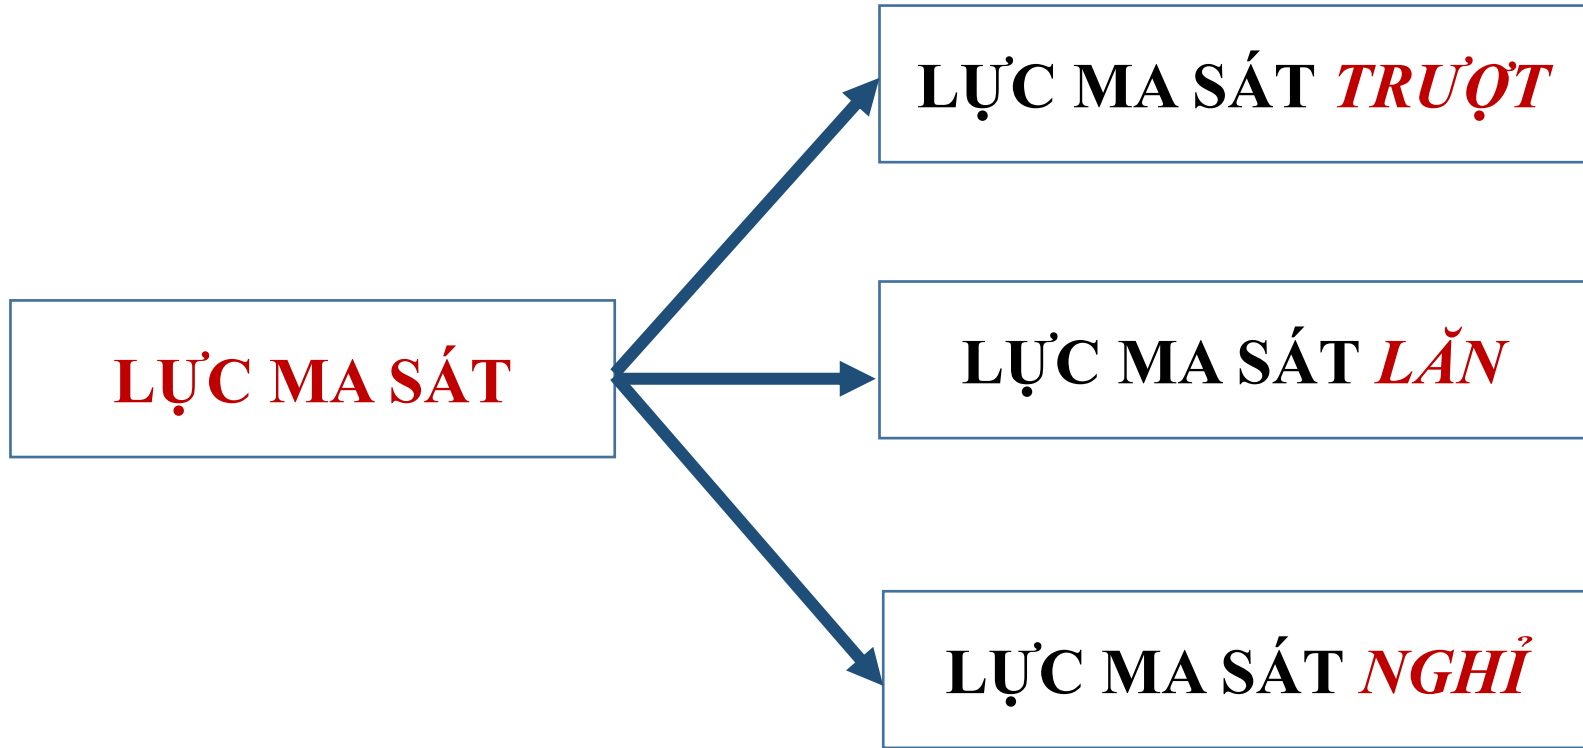 LỰC MA SÁT TRƯỢT
LỰC MA SÁT
LỰC MA SÁT LĂN
LỰC MA SÁT NGHỈ